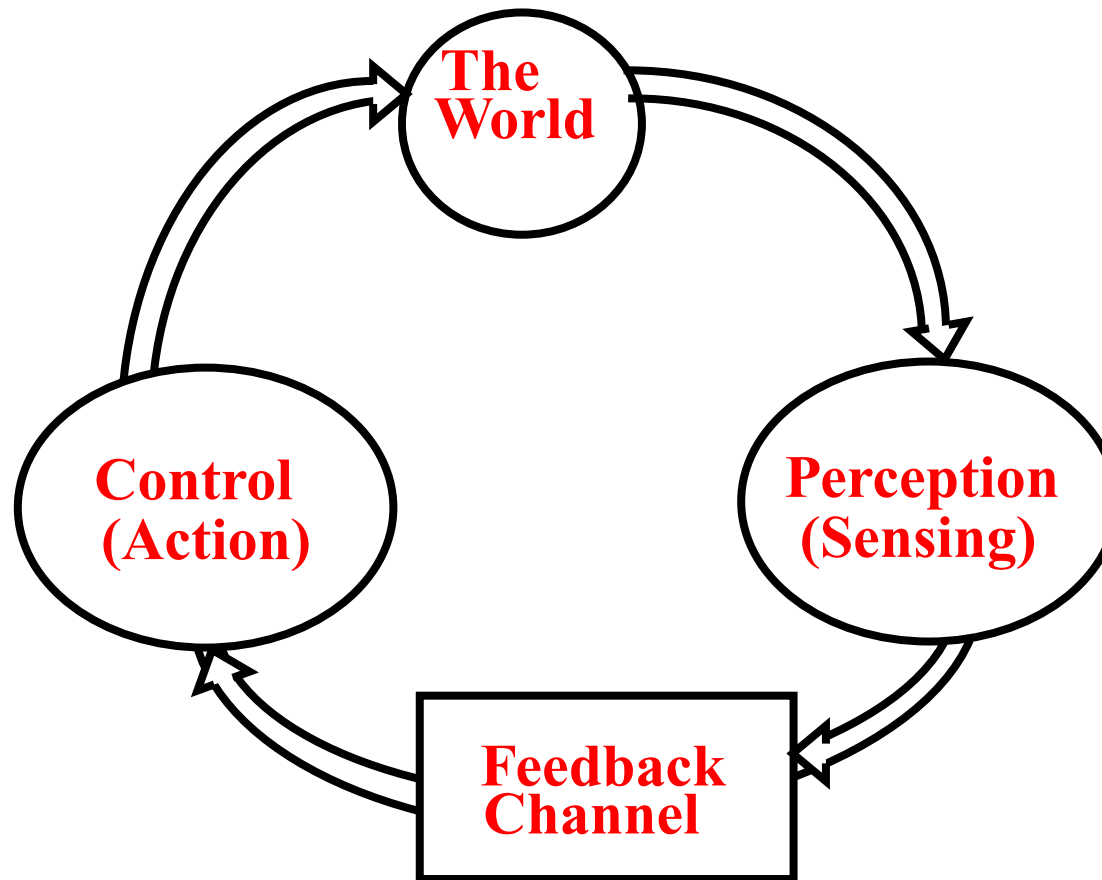 The
World
Control
(Action)
Perception
(Sensing)
Feedback
Channel